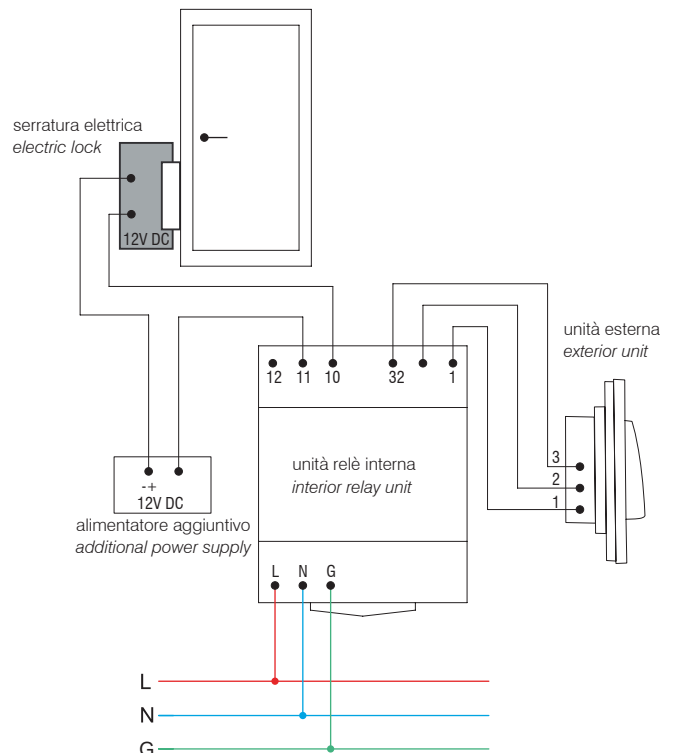 serratura elettrica
electric lock
12V DC
unità esterna
exterior unit
12 11 10 32 1
3
2
1
unità relè interna
interior relay unit
-+
12V DC
alimentatore aggiuntivo
additional power supply
L N G
L
N
G